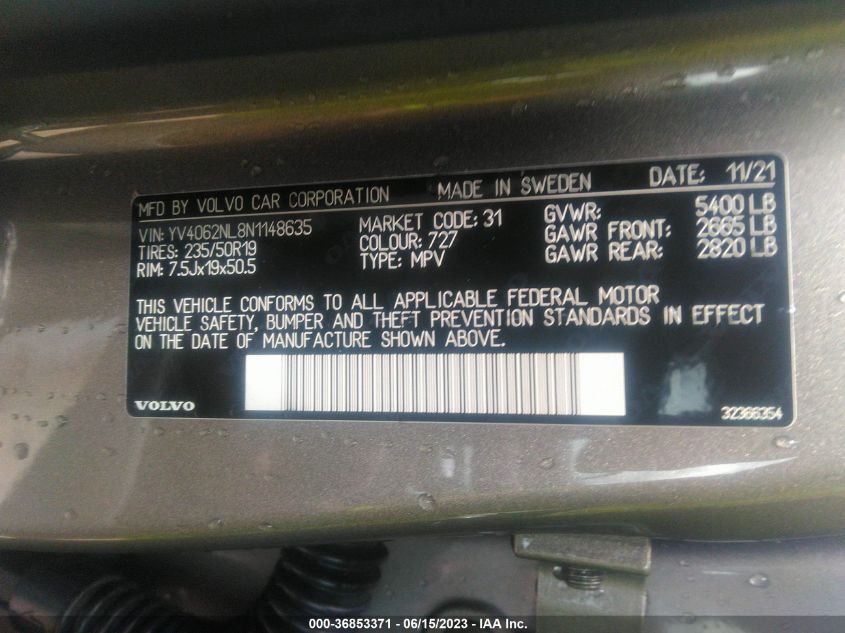 MFD BY VOLVO CAR CORPORATION MADE IN SWEDEN DATE: 11/21
VIN: YV4062NL8N1148635 MARKET CODE: 31 GVWR: 5400 LB
TIRES: 235/50R19 COLOUR: 727 GAWR FRONT: 2665 LB
RIM: 7.5Jx19x50.5 TYPE: MPV GAWR REAR: 2820 LB
THIS VEHICLE CONFORMS TO ALL APPLICABLE FEDERAL MOTOR
VEHICLE SAFETY, BUMPER AND THEFT PREVENTION STANDARDS IN EFFECT
ON THE DATE OF MANUFACTURE SHOWN ABOVE.
VOLVO 32366354
000-36853371 - 06/15/2023 - IAA Inc.